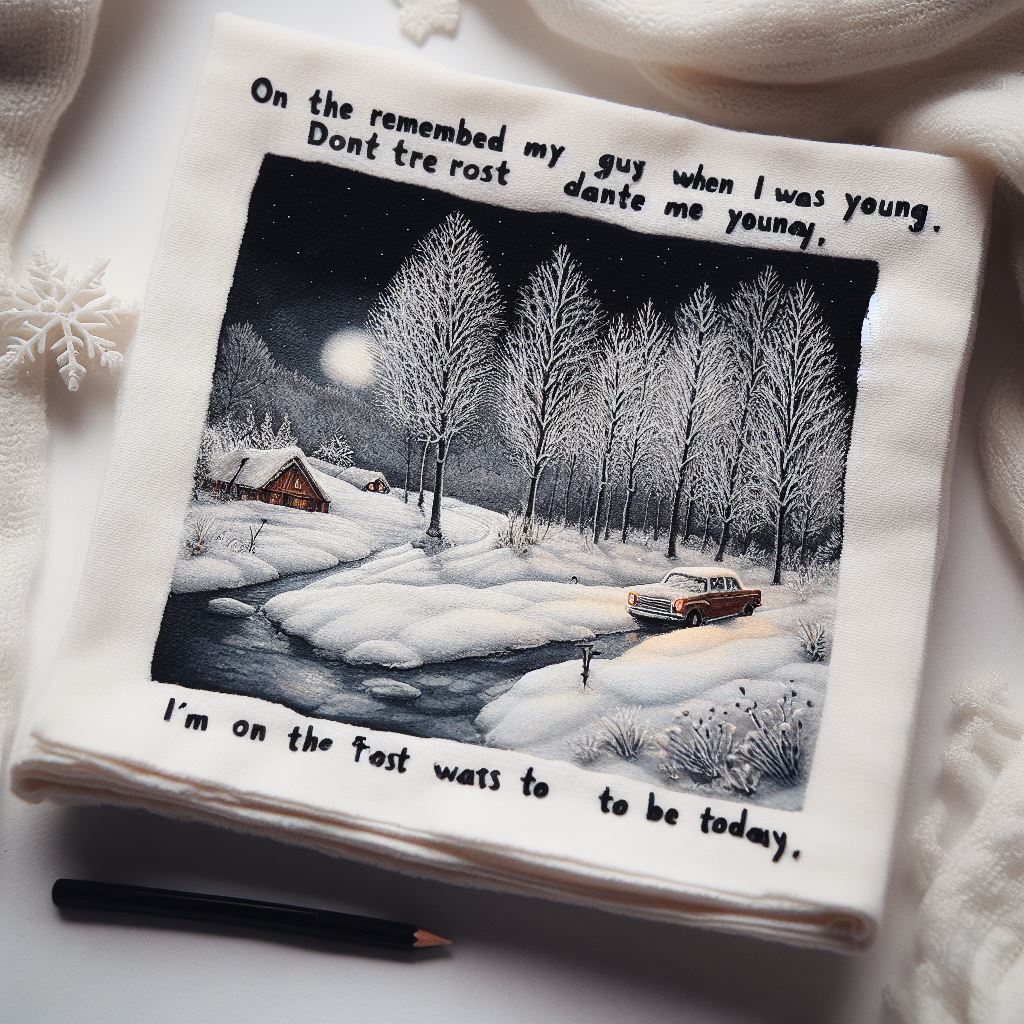 On the remembed my guy when I was young.
Dont tre rost dante me younay,
I'm on the Fost wars to to be today,